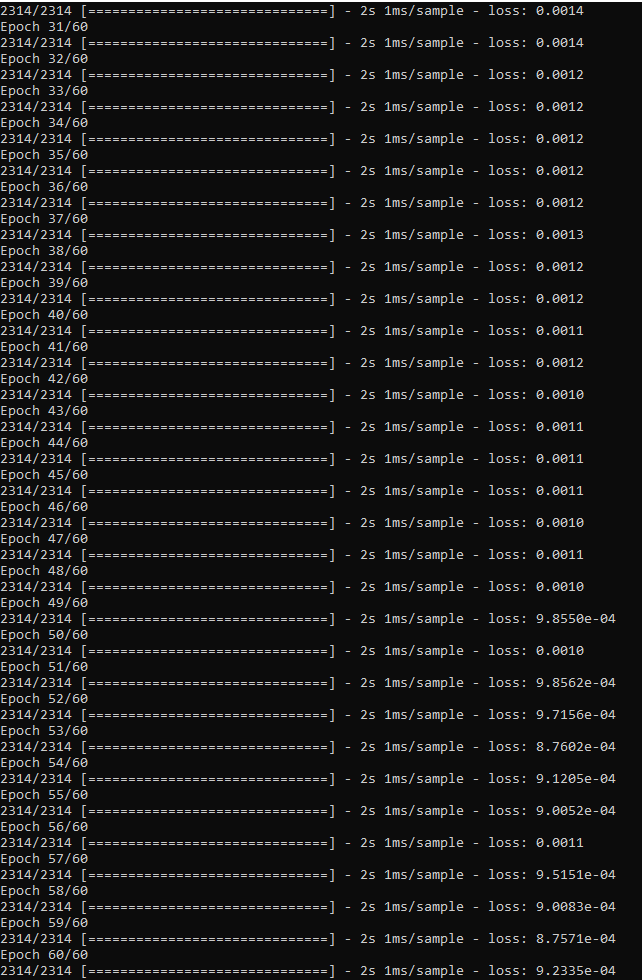 2314/2314 [==============================] - 2s 1ms/sample - loss: 0.0014
Epoch 31/60
2314/2314 [==============================] - 2s 1ms/sample - loss: 0.0014
Epoch 32/60
2314/2314 [==============================] - 2s 1ms/sample - loss: 0.0012
Epoch 33/60
2314/2314 [==============================] - 2s 1ms/sample - loss: 0.0012
Epoch 34/60
2314/2314 [==============================] - 2s 1ms/sample - loss: 0.0012
Epoch 35/60
2314/2314 [==============================] - 2s 1ms/sample - loss: 0.0012
Epoch 36/60
2314/2314 [==============================] - 2s 1ms/sample - loss: 0.0012
Epoch 37/60
2314/2314 [==============================] - 2s 1ms/sample - loss: 0.0013
Epoch 38/60
2314/2314 [==============================] - 2s 1ms/sample - loss: 0.0012
Epoch 39/60
2314/2314 [==============================] - 2s 1ms/sample - loss: 0.0012
Epoch 40/60
2314/2314 [==============================] - 2s 1ms/sample - loss: 0.0011
Epoch 41/60
2314/2314 [==============================] - 2s 1ms/sample - loss: 0.0012
Epoch 42/60
2314/2314 [==============================] - 2s 1ms/sample - loss: 0.0010
Epoch 43/60
2314/2314 [==============================] - 2s 1ms/sample - loss: 0.0011
Epoch 44/60
2314/2314 [==============================] - 2s 1ms/sample - loss: 0.0011
Epoch 45/60
2314/2314 [==============================] - 2s 1ms/sample - loss: 0.0011
Epoch 46/60
2314/2314 [==============================] - 2s 1ms/sample - loss: 0.0010
Epoch 47/60
2314/2314 [==============================] - 2s 1ms/sample - loss: 0.0011
Epoch 48/60
2314/2314 [==============================] - 2s 1ms/sample - loss: 0.0010
Epoch 49/60
2314/2314 [==============================] - 2s 1ms/sample - loss: 9.8550e-04
Epoch 50/60
2314/2314 [==============================] - 2s 1ms/sample - loss: 0.0010
Epoch 51/60
2314/2314 [==============================] - 2s 1ms/sample - loss: 9.8562e-04
Epoch 52/60
2314/2314 [==============================] - 2s 1ms/sample - loss: 9.7156e-04
Epoch 53/60
2314/2314 [==============================] - 2s 1ms/sample - loss: 8.7602e-04
Epoch 54/60
2314/2314 [==============================] - 2s 1ms/sample - loss: 9.1205e-04
Epoch 55/60
2314/2314 [==============================] - 2s 1ms/sample - loss: 9.0052e-04
Epoch 56/60
2314/2314 [==============================] - 2s 1ms/sample - loss: 0.0011
Epoch 57/60
2314/2314 [==============================] - 2s 1ms/sample - loss: 9.5151e-04
Epoch 58/60
2314/2314 [==============================] - 2s 1ms/sample - loss: 9.0083e-04
Epoch 59/60
2314/2314 [==============================] - 2s 1ms/sample - loss: 8.7571e-04
Epoch 60/60
2314/2314 [==============================] - 2s 1ms/sample - loss: 9.2335e-04